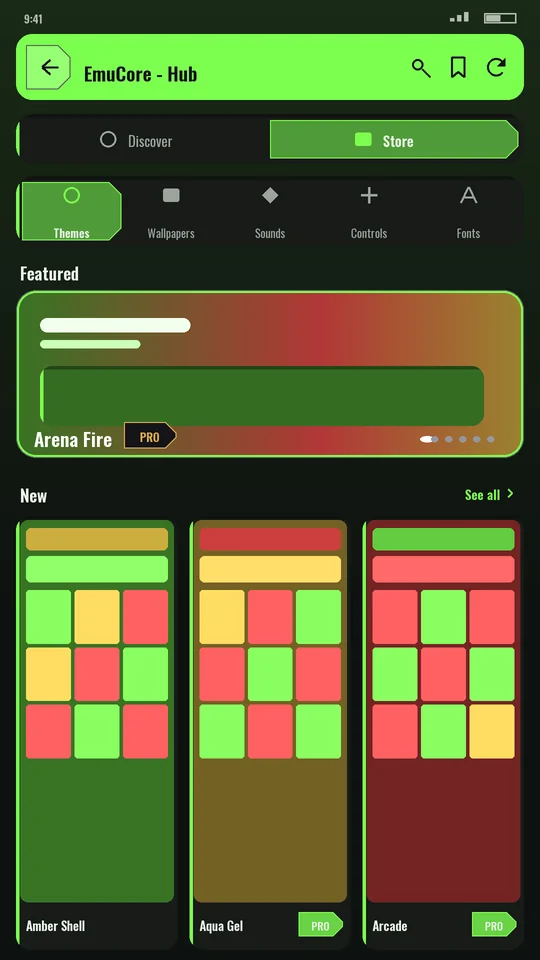 9:41
EmuCore - Hub
Discover
Store
Themes
Wallpapers
Sounds
Controls
Fonts
Featured
Arena Fire
PRO
New
See all
Amber Shell
Aqua Gel
PRO
Arcade
PRO